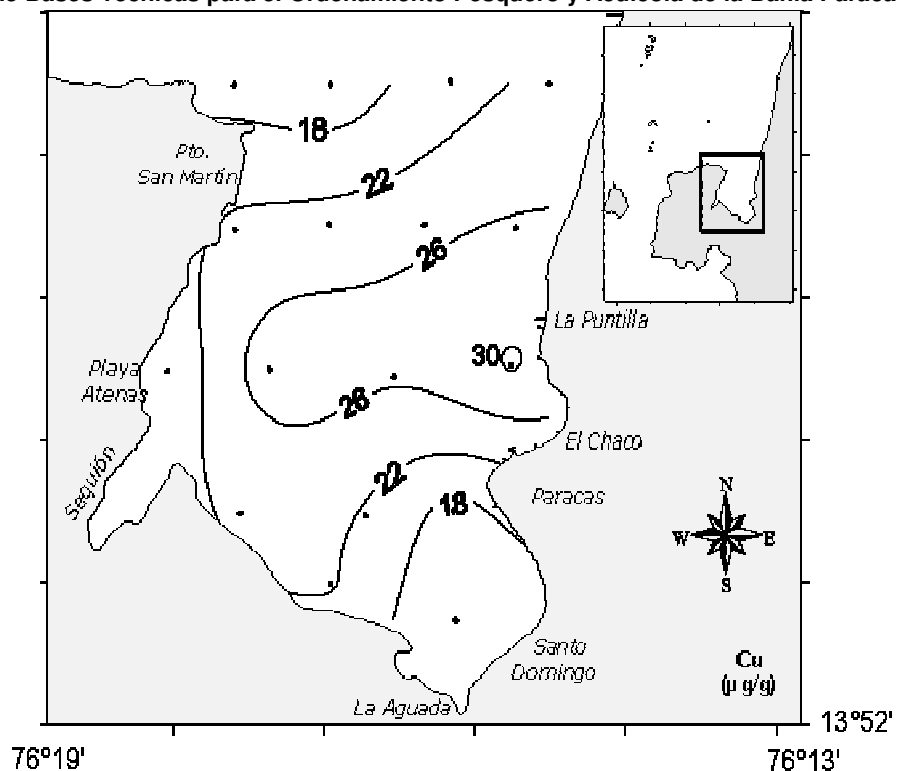 Bases Técnicas para el Ordenamiento Pesquero y Acuícola de la Bahía Paraca
18
Pto.
San Martín
22
26
La Puntilla
30
Playa
Atenas
26
El Chaco
22
Sequión
18
Paracas
N
W
E
S
Santo
Domingo
Cu
(µ g/g)
La Aguada
13°52'
76°19'
76°13'